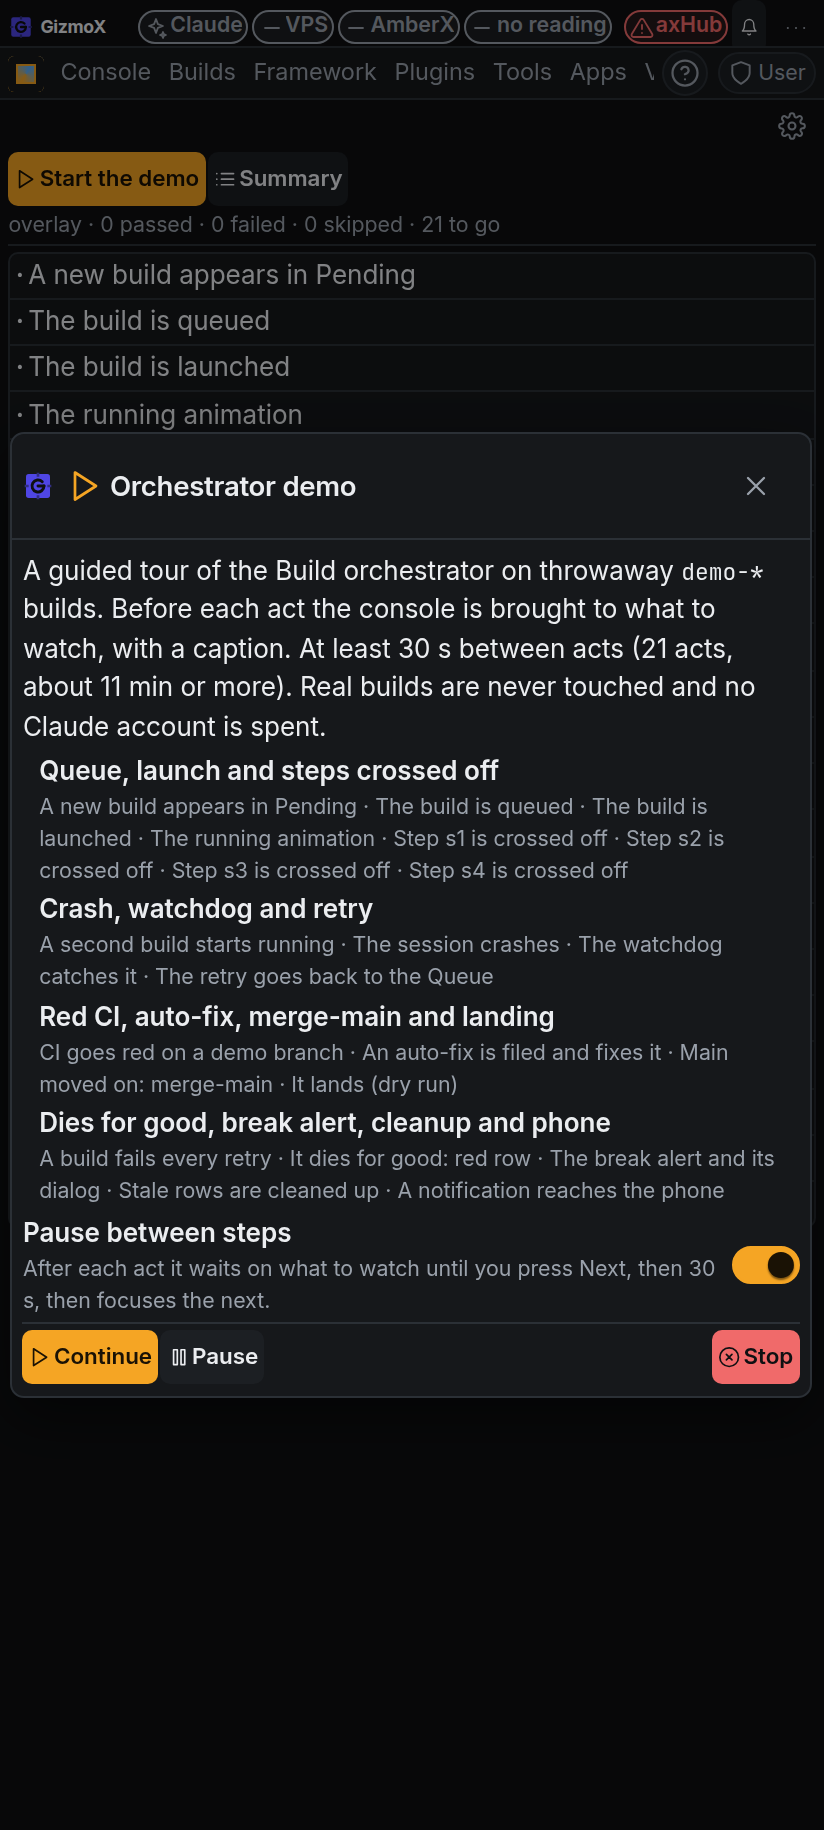 GizmoX Claude VPS AmberX no reading axHub ...
Console Builds Framework Plugins Tools Apps User
Start the demo Summary
overlay · 0 passed · 0 failed · 0 skipped · 21 to go
· A new build appears in Pending
· The build is queued
· The build is launched
· The running animation
Orchestrator demo
A guided tour of the Build orchestrator on throwaway demo-*
builds. Before each act the console is brought to what to
watch, with a caption. At least 30 s between acts (21 acts,
about 11 min or more). Real builds are never touched and no
Claude account is spent.
Queue, launch and steps crossed off
A new build appears in Pending · The build is queued · The build is
launched · The running animation · Step s1 is crossed off · Step s2 is
crossed off · Step s3 is crossed off · Step s4 is crossed off
Crash, watchdog and retry
A second build starts running · The session crashes · The watchdog
catches it · The retry goes back to the Queue
Red CI, auto-fix, merge-main and landing
CI goes red on a demo branch · An auto-fix is filed and fixes it · Main
moved on: merge-main · It lands (dry run)
Dies for good, break alert, cleanup and phone
A build fails every retry · It dies for good: red row · The break alert and its
dialog · Stale rows are cleaned up · A notification reaches the phone
Pause between steps
After each act it waits on what to watch until you press Next, then 30
s, then focuses the next.
Continue Pause Stop